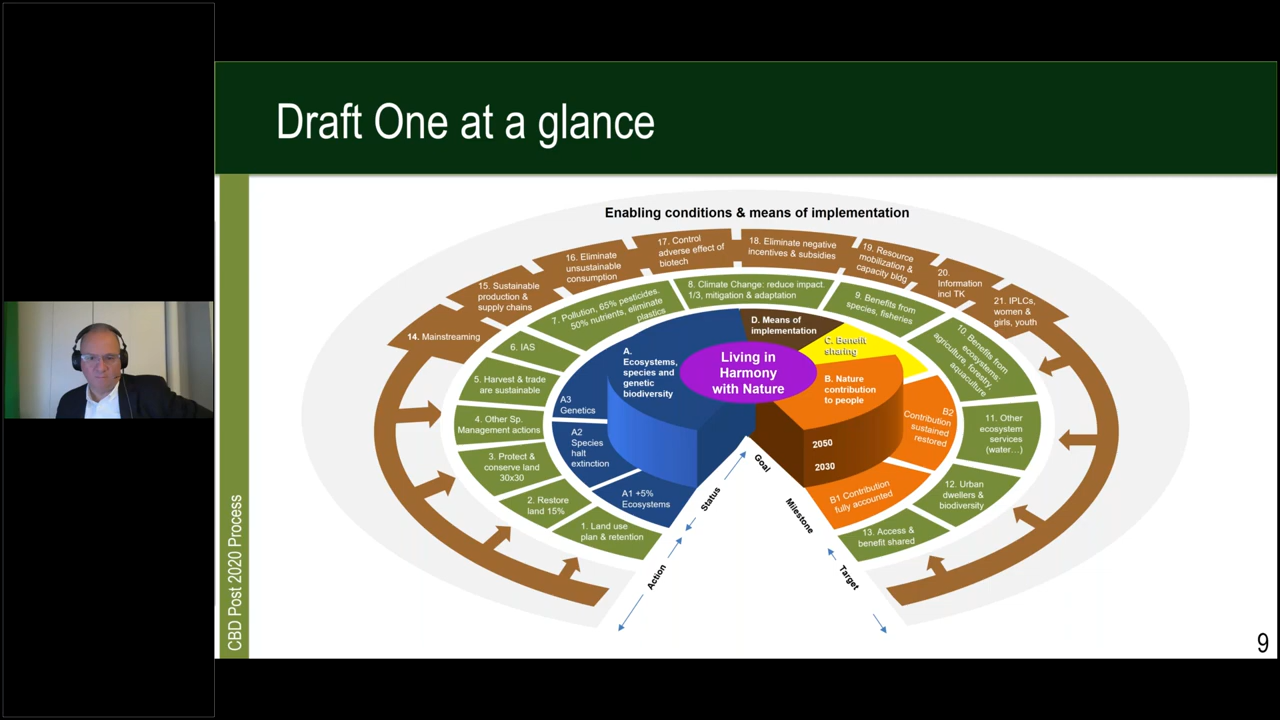 Draft One at a glance
Enabling conditions & means of implementation
14. Mainstreaming
15. Sustainable
production &
supply chains
16. Eliminate
unsustainable
consumption
17. Control
adverse effect of
biotech
18. Eliminate negative
incentives & subsidies
19. Resource
mobilization &
capacity bldg
20.
Information
incl TK
21. IPLCs,
women &
girls, youth
1. Land use
plan & retention
2. Restore
land 15%
3. Protect &
conserve land
30x30
4. Other Sp.
Management actions
5. Harvest & trade
are sustainable
6. IAS
7. Pollution, 65% pesticides.
50% nutrients, eliminate
plastics
8. Climate Change: reduce impact.
1/3, mitigation & adaptation
9. Benefits from
species, fisheries
10. Benefits from
ecosystems:
agriculture, forestry,
aquaculture
11. Other
ecosystem
services
(water…)
12. Urban
dwellers &
biodiversity
13. Access &
benefit shared
A.
Ecosystems,
species and
genetic
biodiversity
A3
Genetics
A2
Species
halt
extinction
A1 +5%
Ecosystems
D. Means of
implementation
C. Benefit
sharing
Living in
Harmony
with Nature
B. Nature
contribution
to people
2050
2030
B2
Contribution
sustained
restored
B1 Contribution
fully accounted
Goal
Status
Milestone
Action
Target
CBD Post 2020 Process
9